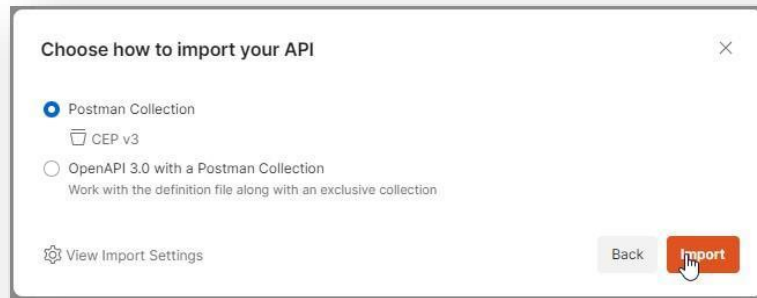 Choose how to import your API
Postman Collection
CEP v3
OpenAPI 3.0 with a Postman Collection
Work with the definition file along with an exclusive collection
View Import Settings
Back
Import